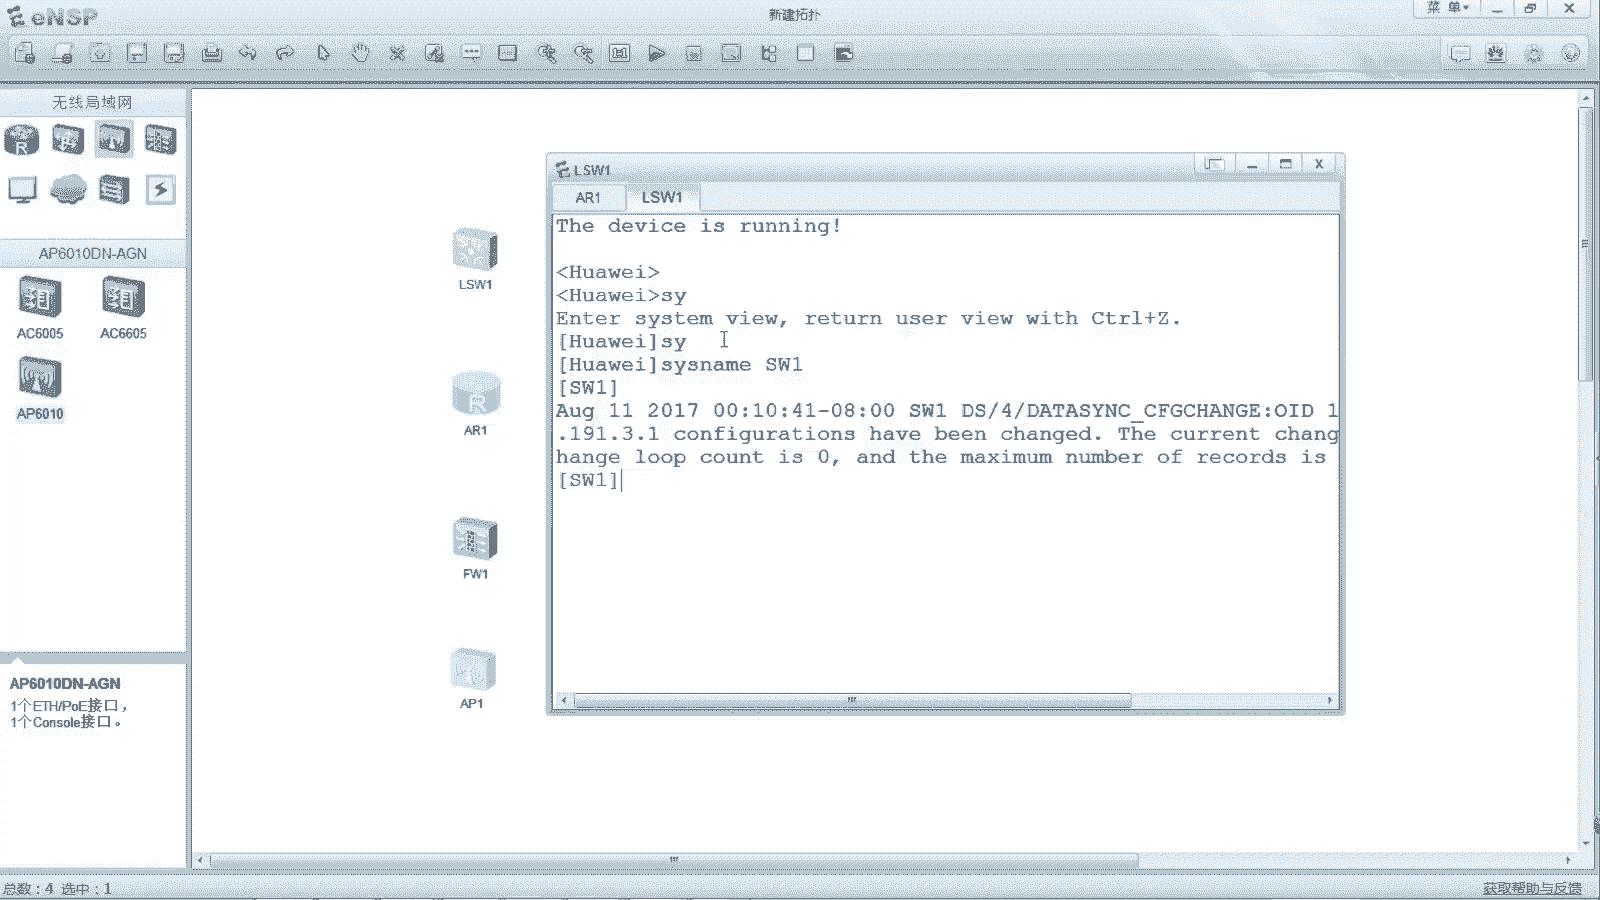 eNSP
新建拓扑
菜 单
无线局域网
AP6010DN-AGN
AC6005
AC6605
AP6010
AP6010DN-AGN
1个ETH/PoE接口，
1个Console接口。
LSW1
AR1
FW1
AP1
LSW1
AR1
LSW1
The device is running!
<Huawei>
<Huawei>sy
Enter system view, return user view with Ctrl+Z.
[Huawei]sy
[Huawei]sysname SW1
[SW1]
Aug 11 2017 00:10:41-08:00 SW1 DS/4/DATASYNC_CFGCHANGE:OID 1
.191.3.1 configurations have been changed. The current chang
hange loop count is 0, and the maximum number of records is
[SW1]
总数：4 选中：1
获取帮助与反馈